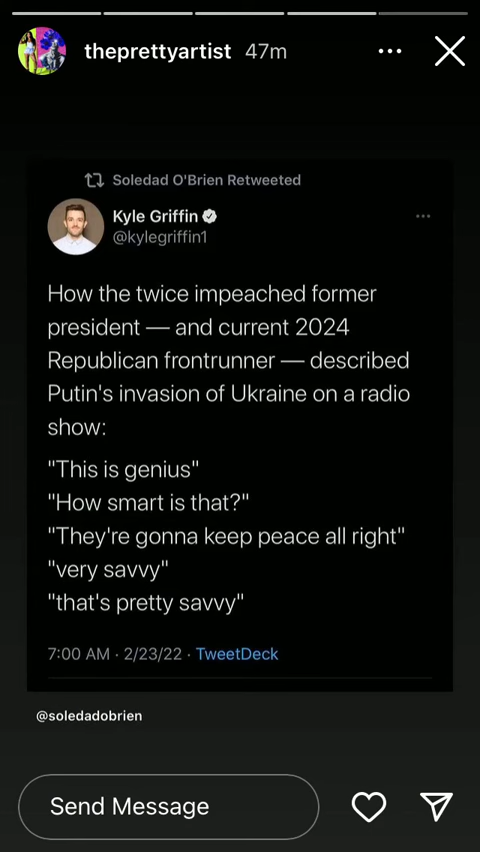 theprettyartist 47m
Soledad O'Brien Retweeted
Kyle Griffin
@kylegriffin1
How the twice impeached former
president — and current 2024
Republican frontrunner — described
Putin's invasion of Ukraine on a radio
show:
"This is genius"
"How smart is that?"
"They're gonna keep peace all right"
"very savvy"
"that's pretty savvy"
7:00 AM · 2/23/22 · TweetDeck
@soledadobrien
Send Message